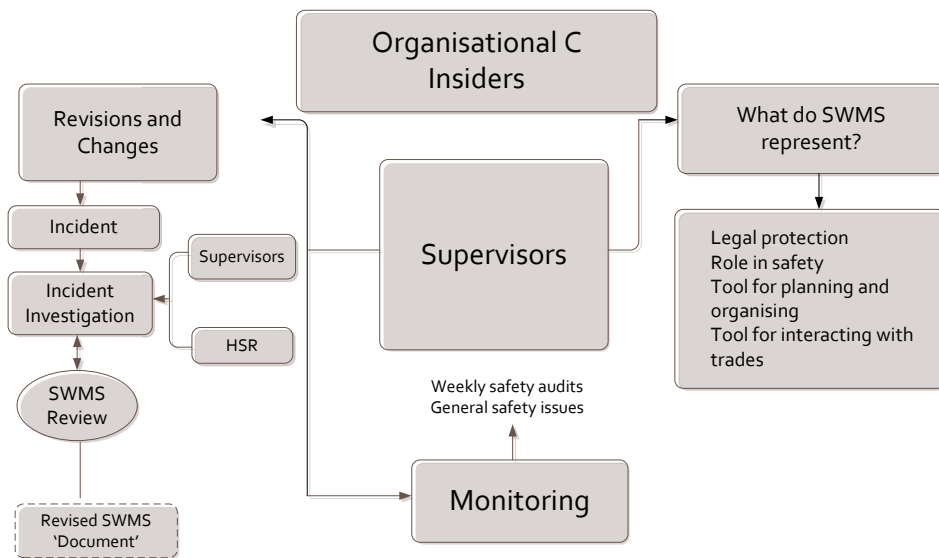 Organisational C
Insiders
Revisions and
Changes
What do SWMS
represent?
Incident
Supervisors
Supervisors
Legal protection
Role in safety
Tool for planning and
organising
Tool for interacting with
trades
Incident
Investigation
HSR
SWMS
Review
Weekly safety audits
General safety issues
Monitoring
Revised SWMS
‘Document’